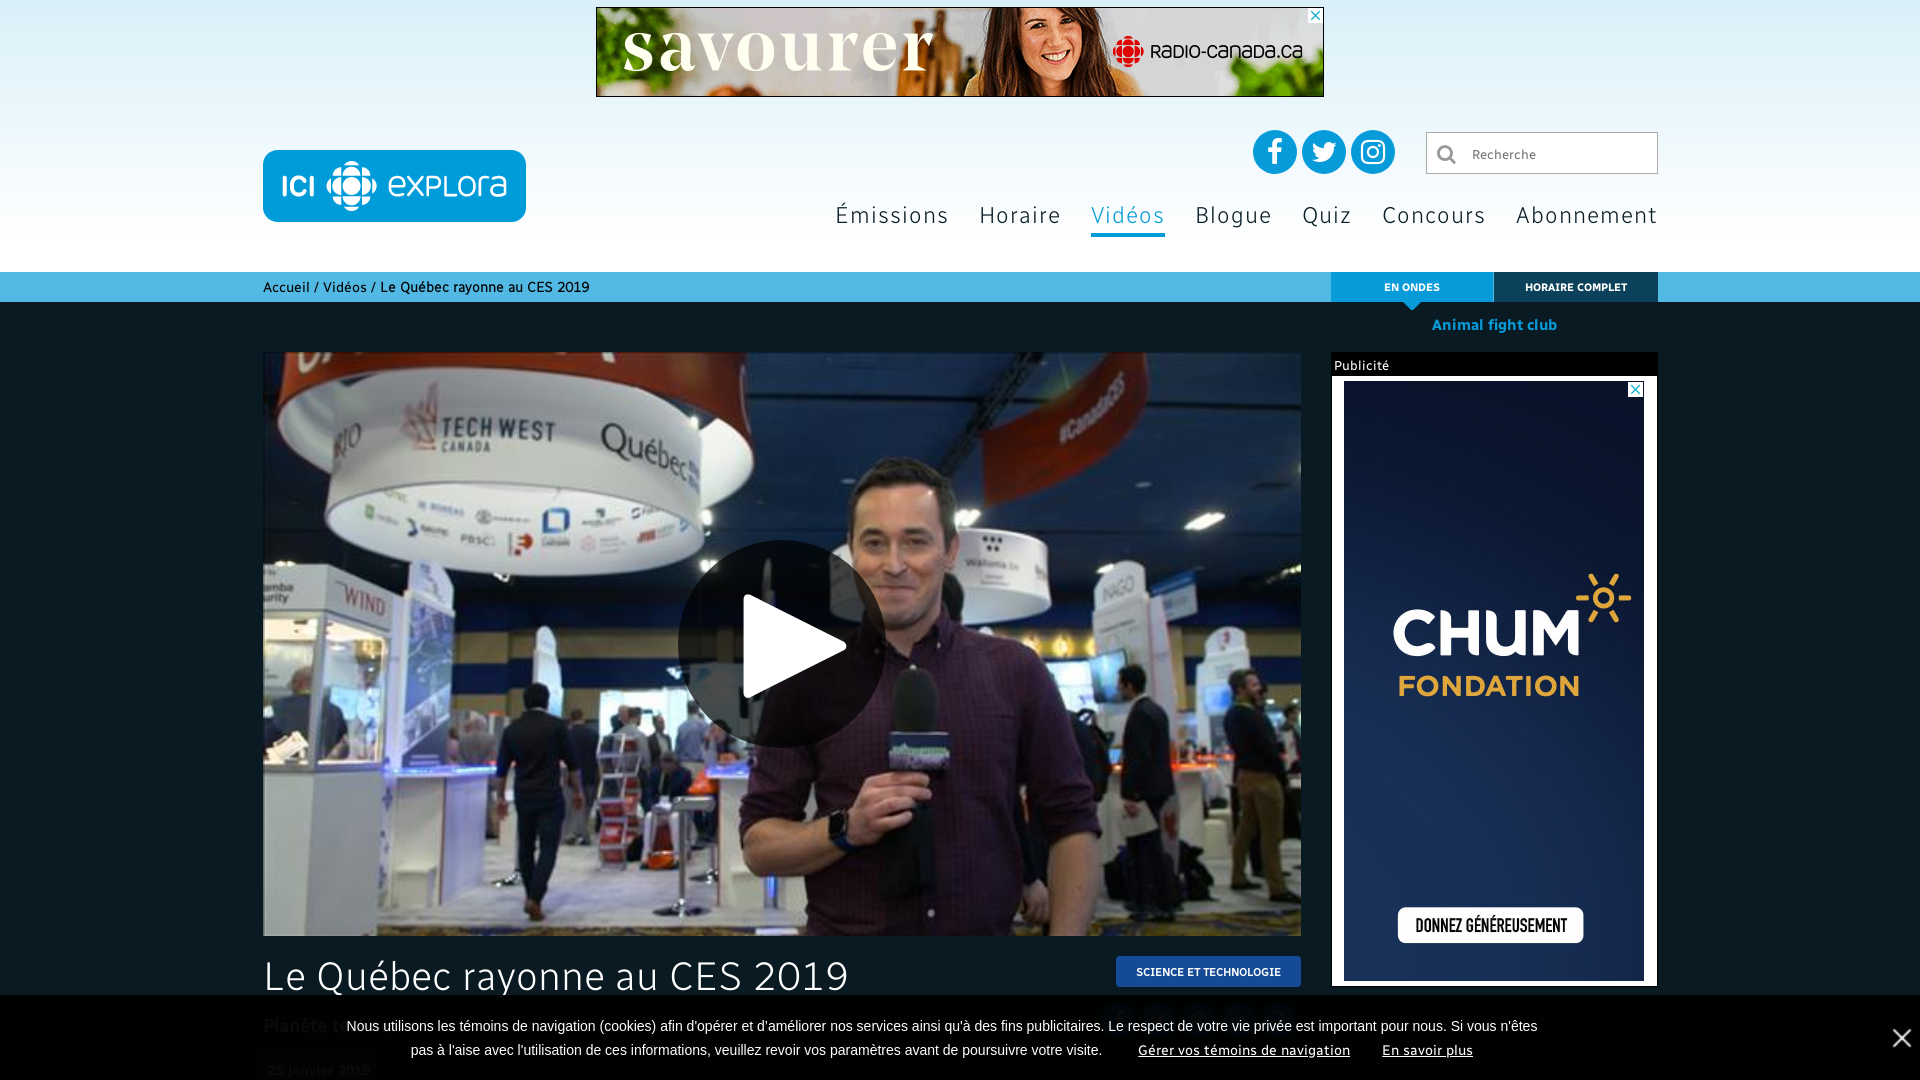 savourer
RADIO-CANADA.CA
Recherche
ICI explora
Émissions
Horaire
Vidéos
Blogue
Quiz
Concours
Abonnement
Accueil / Vidéos / Le Québec rayonne au CES 2019
EN ONDES
HORAIRE COMPLET
Animal fight club
Publicité
TECH WEST
CANADA
Québec
#CanadaCES
WIND
CHUM
FONDATION
DONNEZ GÉNÉREUSEMENT
Le Québec rayonne au CES 2019
SCIENCE ET TECHNOLOGIE
Nous utilisons les témoins de navigation (cookies) afin d'opérer et d’améliorer nos services ainsi qu'à des fins publicitaires. Le respect de votre vie privée est important pour nous. Si vous n'êtes
pas à l'aise avec l'utilisation de ces informations, veuillez revoir vos paramètres avant de poursuivre votre visite.
Gérer vos témoins de navigation
En savoir plus
25 janvier 2019